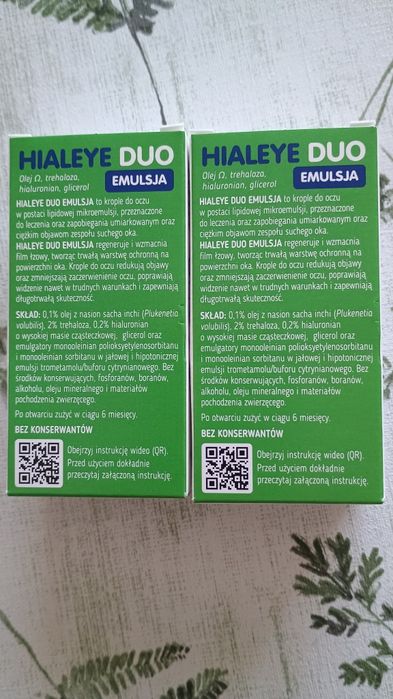 HIALEYE DUO
Olej Ω, trehaloza,
hialuronian, glicerol
EMULSJA
HIALEYE DUO EMULSJA to krople do oczu
w postaci lipidowej mikroemulsji, przeznaczone
do leczenia oraz zapobiegania umiarkowanym oraz
ciężkim objawom zespołu suchego oka.
HIALEYE DUO EMULSJA regeneruje i wzmacnia
film łzowy, tworząc trwałą warstwę ochronną na
powierzchni oka. Krople do oczu redukują objawy
oraz zmniejszają zaczerwienienie oczu, poprawiają
widzenie nawet w trudnych warunkach i zapewniają
długotrwałą skuteczność.
SKŁAD: 0,1% olej z nasion sacha inchi (Plukenetia
volubilis), 2% trehaloza, 0,2% hialuronian
o wysokiej masie cząsteczkowej, glicerol oraz
emulgatory monooleinian polioksyetylenosorbitanu
i monooleinian sorbitanu w jałowej i hipotonicznej
emulsji trometamolu/buforu cytrynianowego. Bez
środków konserwujących, fosforanów, boranów,
alkoholu, oleju mineralnego i materiałów
pochodzenia zwierzęcego.
Po otwarciu zużyć w ciągu 6 miesięcy.
BEZ KONSERWANTÓW
Obejrzyj instrukcję wideo (QR).
Przed użyciem dokładnie
przeczytaj załączoną instrukcję.
HIALEYE DUO
Olej Ω, trehaloza,
hialuronian, glicerol
EMULSJA
HIALEYE DUO EMULSJA to krople do oczu
w postaci lipidowej mikroemulsji, przeznaczone
do leczenia oraz zapobiegania umiarkowanym oraz
ciężkim objawom zespołu suchego oka.
HIALEYE DUO EMULSJA regeneruje i wzmacnia
film łzowy, tworząc trwałą warstwę ochronną na
powierzchni oka. Krople do oczu redukują objawy
oraz zmniejszają zaczerwienienie oczu, poprawiają
widzenie nawet w trudnych warunkach i zapewniają
długotrwałą skuteczność.
SKŁAD: 0,1% olej z nasion sacha inchi (Plukenetia
volubilis), 2% trehaloza, 0,2% hialuronian
o wysokiej masie cząsteczkowej, glicerol oraz
emulgatory monooleinian polioksyetylenosorbitanu
i monooleinian sorbitanu w jałowej i hipotonicznej
emulsji trometamolu/buforu cytrynianowego. Bez
środków konserwujących, fosforanów, boranów,
alkoholu, oleju mineralnego i materiałów
pochodzenia zwierzęcego.
Po otwarciu zużyć w ciągu 6 miesięcy.
BEZ KONSERWANTÓW
Obejrzyj instrukcję wideo (QR).
Przed użyciem dokładnie
przeczytaj załączoną instrukcję.